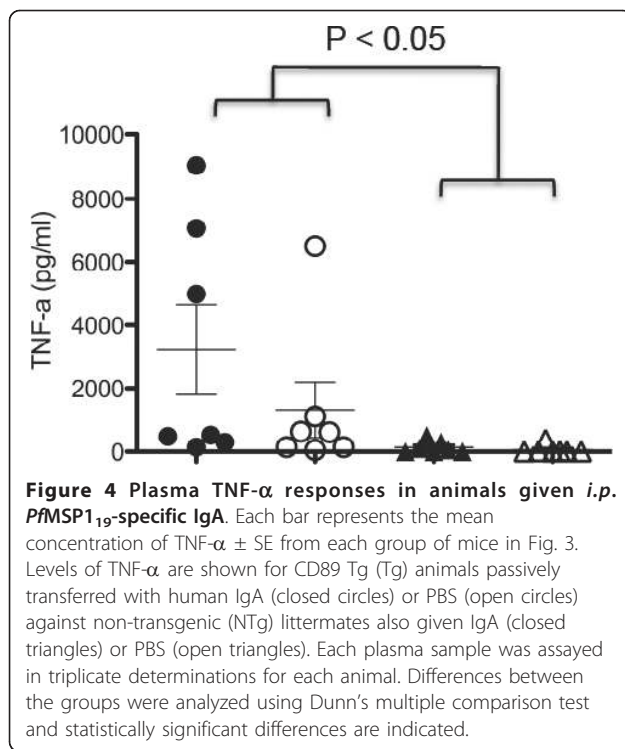 P < 0.05
10000
8000
6000
4000
2000
0
TNF-a (pg/ml)
Figure 4 Plasma TNF-α responses in animals given i.p.
PfMSP1₁₉-specific IgA. Each bar represents the mean
concentration of TNF-α ± SE from each group of mice in Fig. 3.
Levels of TNF-α are shown for CD89 Tg (Tg) animals passively
transferred with human IgA (closed circles) or PBS (open circles)
against non-transgenic (NTg) littermates also given IgA (closed
triangles) or PBS (open triangles). Each plasma sample was assayed
in triplicate determinations for each animal. Differences between
the groups were analyzed using Dunn's multiple comparison test
and statistically significant differences are indicated.